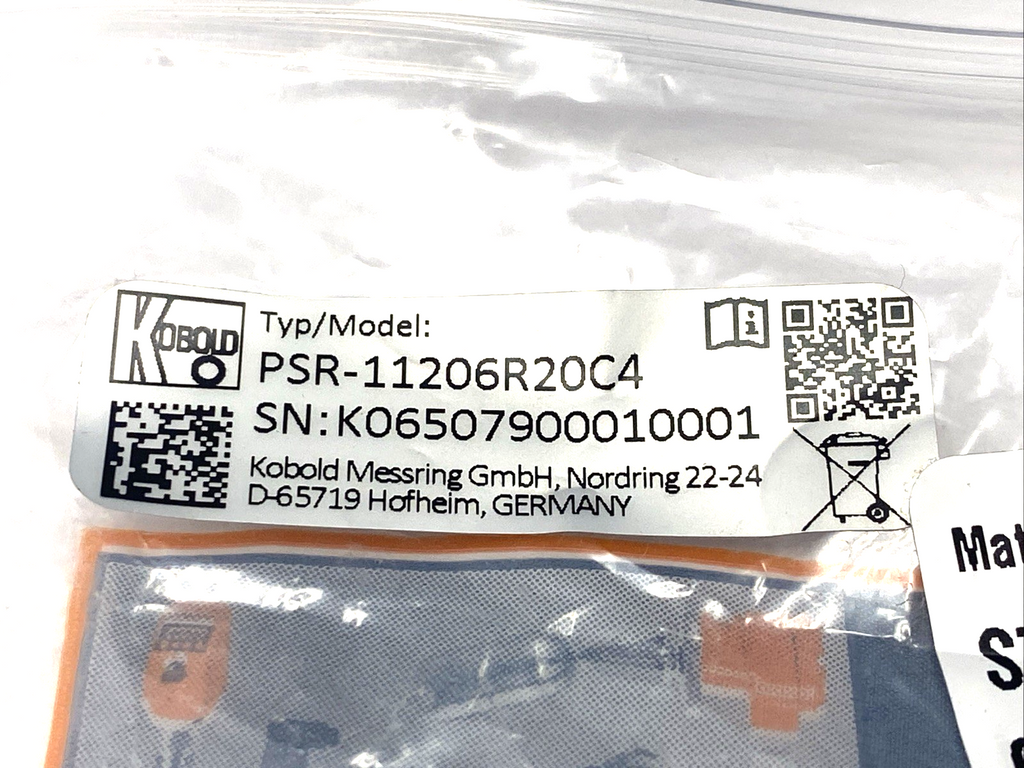 KOBOLD
Typ/Model:
PSR-11206R20C4
SN:K06507900010001
Kobold Messring GmbH, Nordring 22-24
D-65719 Hofheim, GERMANY
Mat